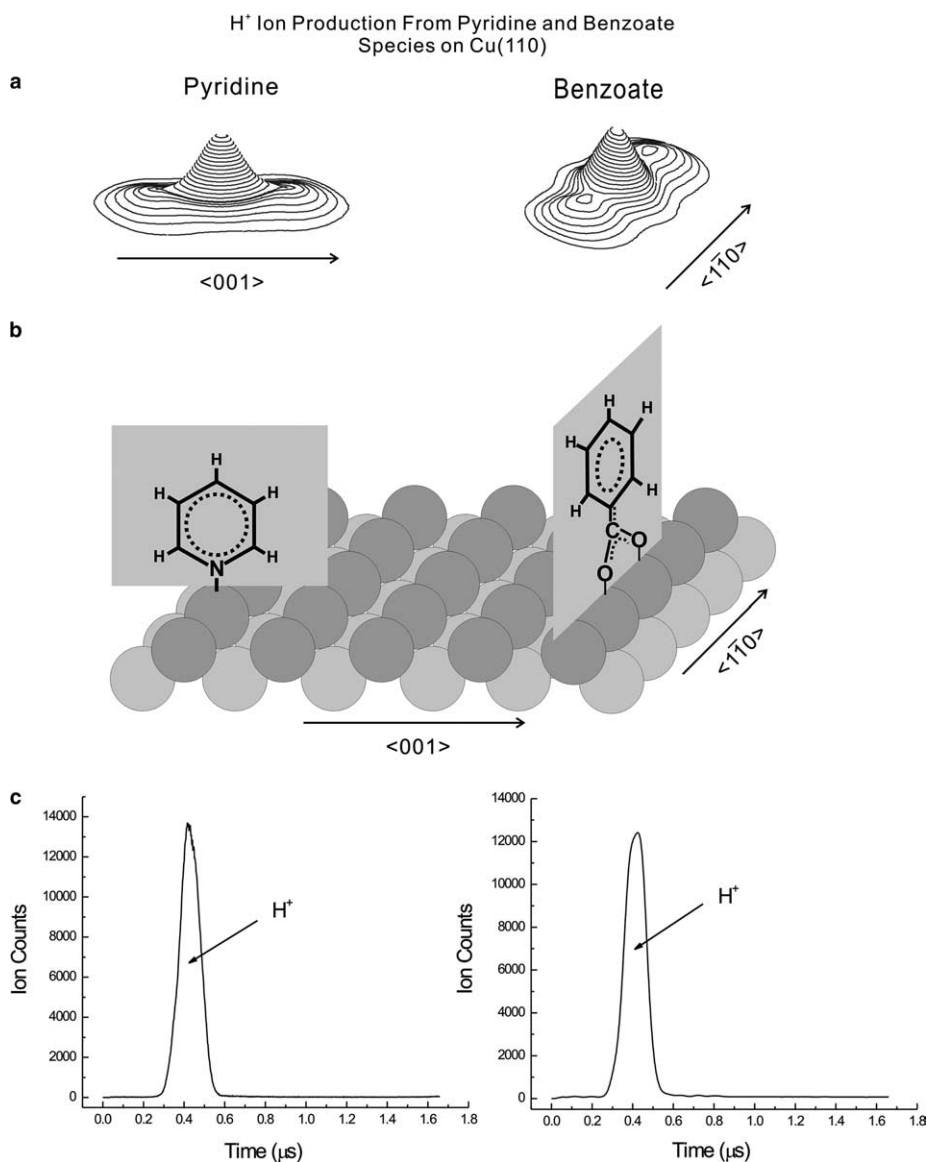 H⁺ Ion Production From Pyridine and Benzoate
Species on Cu(110)
a
Pyridine
Benzoate
<001>
<11̄0>
b
H
H
H
H
H
N
H
H
H
H
H
C
O
O
<11̄0>
<001>
c
14000
12000
10000
8000
6000
4000
2000
0
Ion Counts
H⁺
0.0 0.2 0.4 0.6 0.8 1.0 1.2 1.4 1.6 1.8
Time (μs)
14000
12000
10000
8000
6000
4000
2000
0
Ion Counts
H⁺
0.0 0.2 0.4 0.6 0.8 1.0 1.2 1.4 1.6 1.8
Time (μs)